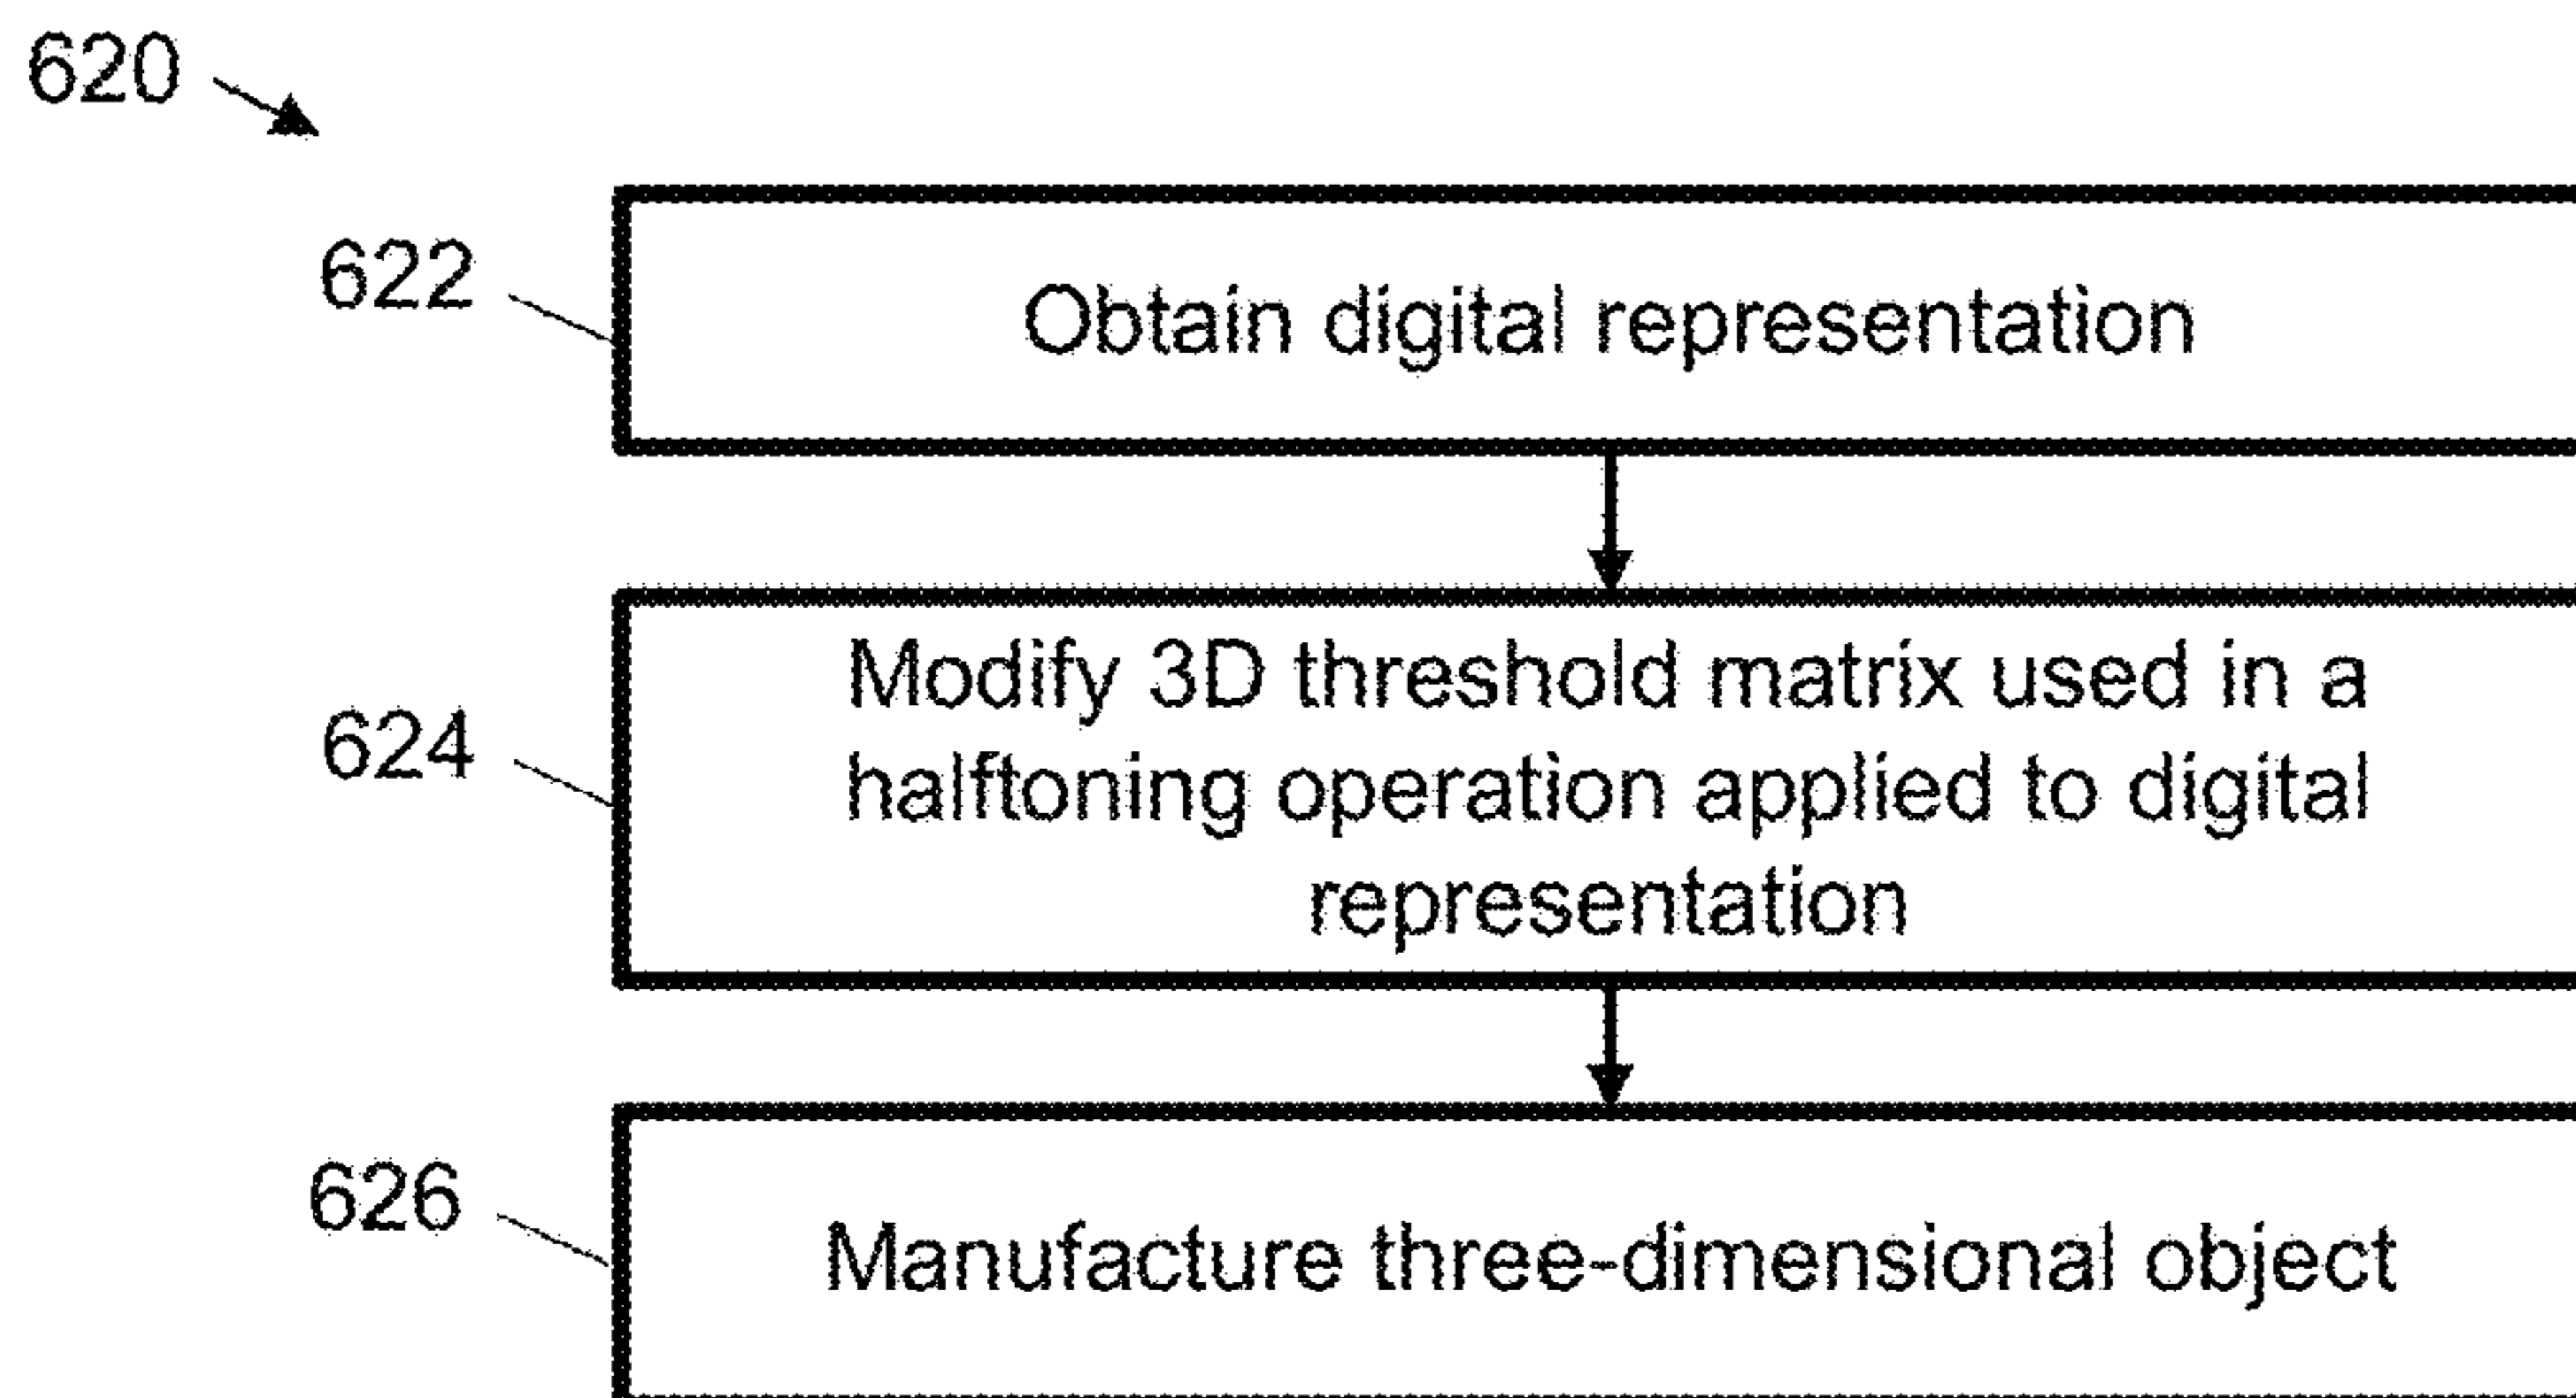 620
622
Obtain digital representation
624
Modify 3D threshold matrix used in a
halftoning operation applied to digital
representation
626
Manufacture three-dimensional object